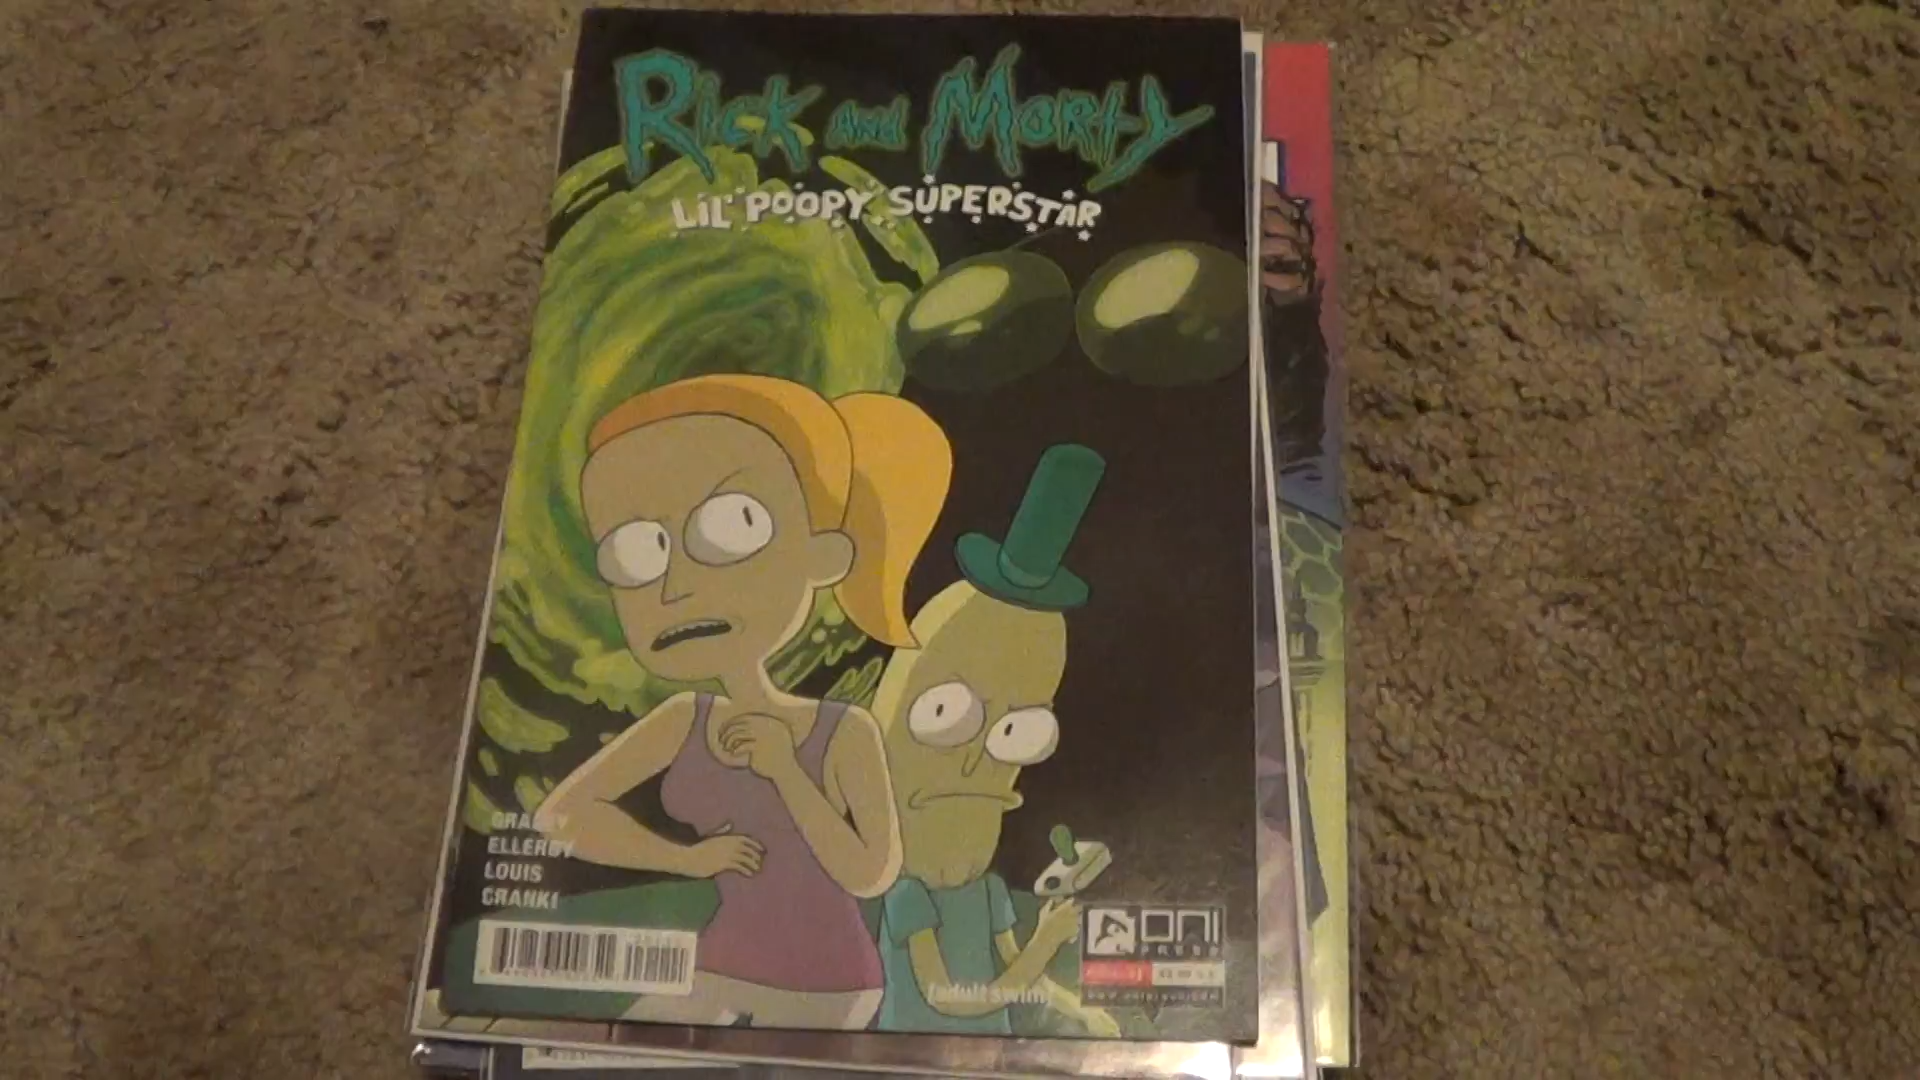 RICK AND MORTY
LIL' POOPY SUPERSTAR
ELLERBY
LOUIS
CRANK!
ONI
PRESS
[adult swim]